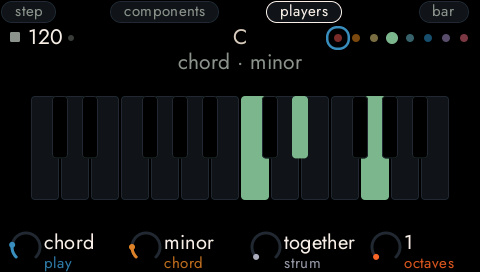 step components players bar
120 C
chord · minor
chord minor together 1
play chord strum octaves